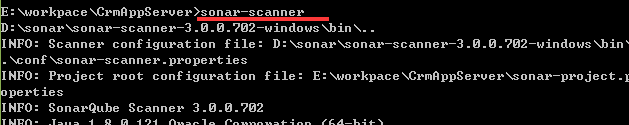 E:\workpace\CrmAppServer>sonar-scanner
D:\sonar\sonar-scanner-3.0.0.702-windows\bin\..
INFO: Scanner configuration file: D:\sonar\sonar-scanner-3.0.0.702-windows\bin\
.\conf\sonar-scanner.properties
INFO: Project root configuration file: E:\workpace\CrmAppServer\sonar-project.p
operties
INFO: SonarQube Scanner 3.0.0.702
INFO: Java 1.8.0_121 Oracle Corporation (64-bit)